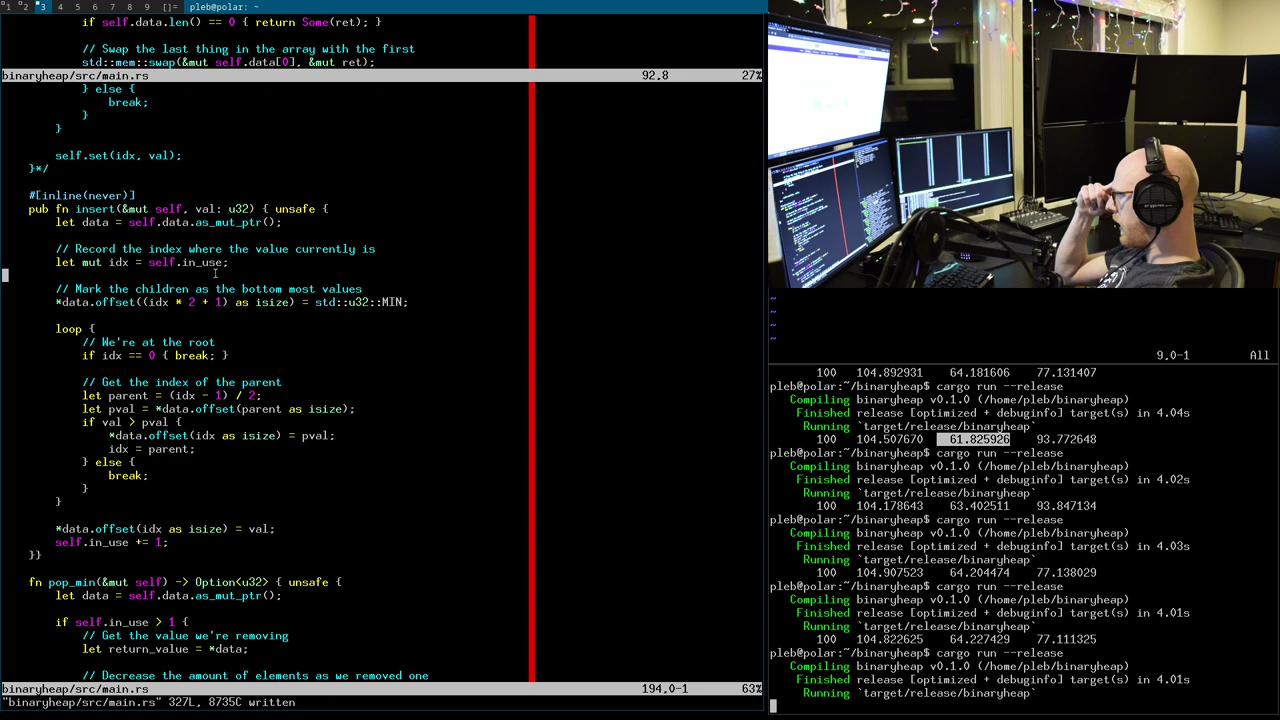 1 2 3 4 5 6 7 8 9 []= pleb@polar: ~
if self.data.len() == 0 { return Some(ret); }
// Swap the last thing in the array with the first
std::mem::swap(&mut self.data[0], &mut ret);
binaryheap/src/main.rs 92,8 27%
} else {
break;
}
}
self.set(idx, val);
}*/
#[inline(never)]
pub fn insert(&mut self, val: u32) { unsafe {
let data = self.data.as_mut_ptr();
// Record the index where the value currently is
let mut idx = self.in_use;
// Mark the children as the bottom most values
*data.offset((idx * 2 + 1) as isize) = std::u32::MIN;
loop {
// We're at the root
if idx == 0 { break; }
// Get the index of the parent
let parent = (idx - 1) / 2;
let pval = *data.offset(parent as isize);
if val > pval {
*data.offset(idx as isize) = pval;
idx = parent;
} else {
break;
}
}
*data.offset(idx as isize) = val;
self.in_use += 1;
}}
fn pop_min(&mut self) -> Option<u32> { unsafe {
let data = self.data.as_mut_ptr();
if self.in_use > 1 {
// Get the value we're removing
let return_value = *data;
// Decrease the amount of elements as we removed one
binaryheap/src/main.rs 194,0-1 63%
"binaryheap/src/main.rs" 327L, 8735C written
~
~
~
~
9,0-1 All
100 104.892931 64.181606 77.131407
pleb@polar:~/binaryheap$ cargo run --release
Compiling binaryheap v0.1.0 (/home/pleb/binaryheap)
Finished release [optimized + debuginfo] target(s) in 4.04s
Running `target/release/binaryheap`
100 104.507670 61.825926 93.772648
pleb@polar:~/binaryheap$ cargo run --release
Compiling binaryheap v0.1.0 (/home/pleb/binaryheap)
Finished release [optimized + debuginfo] target(s) in 4.02s
Running `target/release/binaryheap`
100 104.178643 63.402511 93.847134
pleb@polar:~/binaryheap$ cargo run --release
Compiling binaryheap v0.1.0 (/home/pleb/binaryheap)
Finished release [optimized + debuginfo] target(s) in 4.03s
Running `target/release/binaryheap`
100 104.907523 64.204474 77.138029
pleb@polar:~/binaryheap$ cargo run --release
Compiling binaryheap v0.1.0 (/home/pleb/binaryheap)
Finished release [optimized + debuginfo] target(s) in 4.01s
Running `target/release/binaryheap`
100 104.822625 64.227429 77.111325
pleb@polar:~/binaryheap$ cargo run --release
Compiling binaryheap v0.1.0 (/home/pleb/binaryheap)
Finished release [optimized + debuginfo] target(s) in 4.01s
Running `target/release/binaryheap`